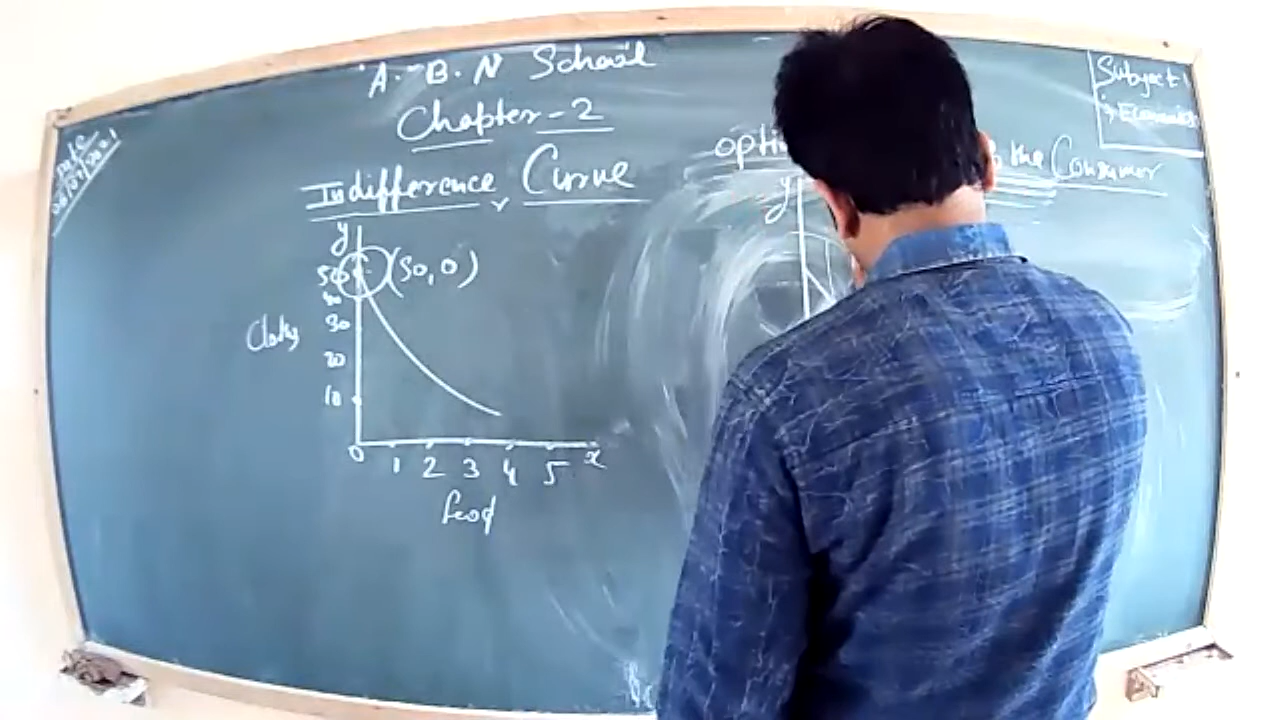 A.B.N School
Chapter-2
Indifference Curve
Subject:
Economics
Date
the Consumer
y
50
40
30
20
10
(50,0)
0
1 2 3 4 5 x
food
y